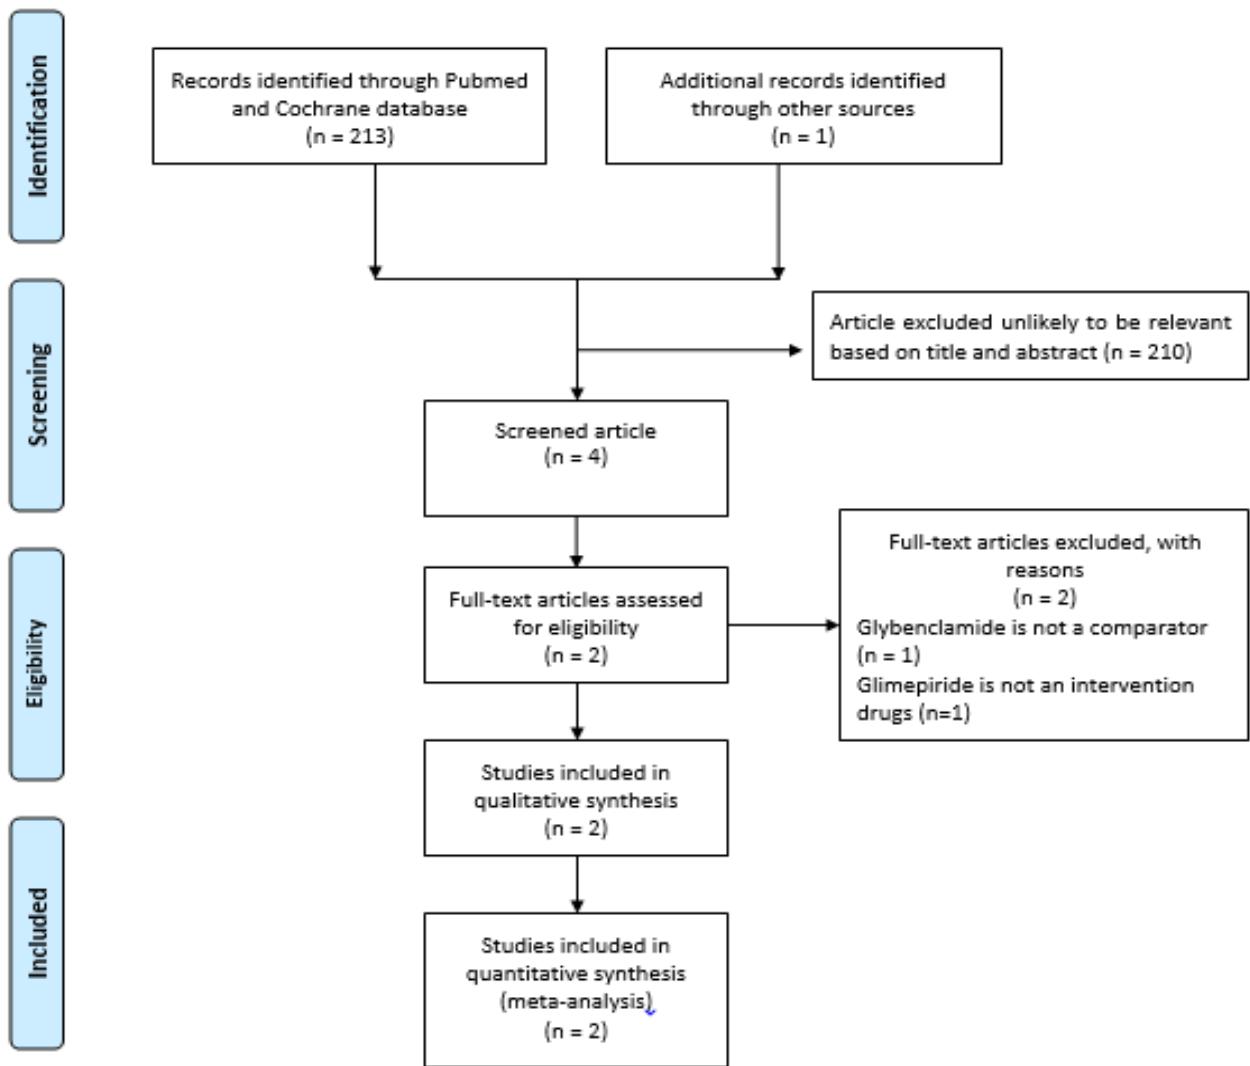 Identification
Records identified through Pubmed
and Cochrane database
(n = 213)
Additional records identified
through other sources
(n = 1)
Screening
Article excluded unlikely to be relevant
based on title and abstract (n = 210)
Screened article
(n = 4)
Eligibility
Full-text articles assessed
for eligibility
(n = 2)
Full-text articles excluded, with
reasons
(n = 2)
Glybenclamide is not a comparator
(n = 1)
Glimepiride is not an intervention
drugs (n=1)
Studies included in
qualitative synthesis
(n = 2)
Included
Studies included in
quantitative synthesis
(meta-analysis)
(n = 2)